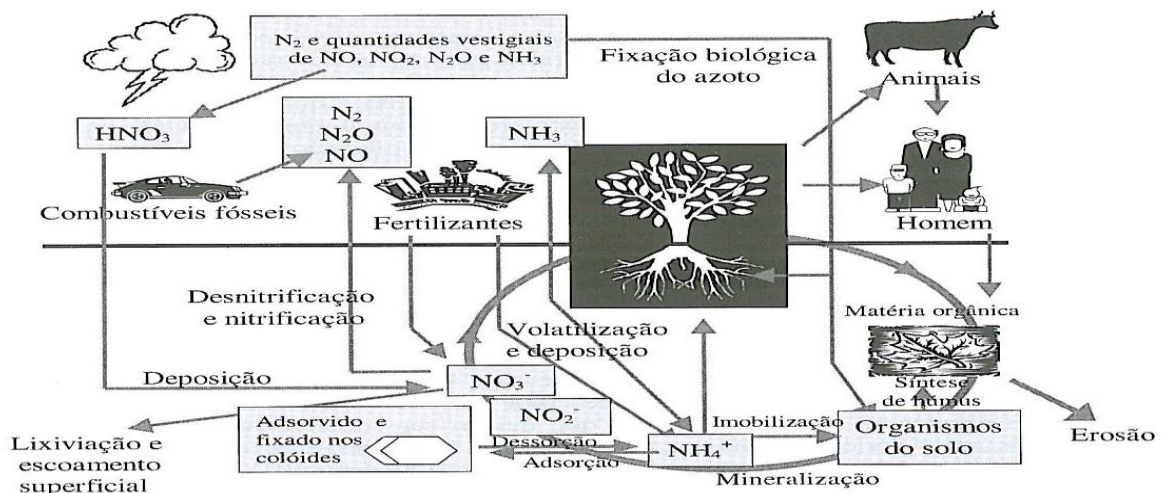 N₂ e quantidades vestigiais
de NO, NO₂, N₂O e NH₃
Fixação biológica
do azoto
Animais
HNO₃
N₂
N₂O
NO
NH₃
Combustíveis fósseis
Fertilizantes
Homem
Desnitrificação
e nitrificação
Volatilização
e deposição
Matéria orgânica
Deposição
NO₃⁻
NO₂⁻
Síntese
de húmus
Lixiviação e
escoamento
superficial
Adsorvido e
fixado nos
colóides
Dessorção
Adsorção
NH₄⁺
Imobilização
Mineralização
Organismos
do solo
Erosão